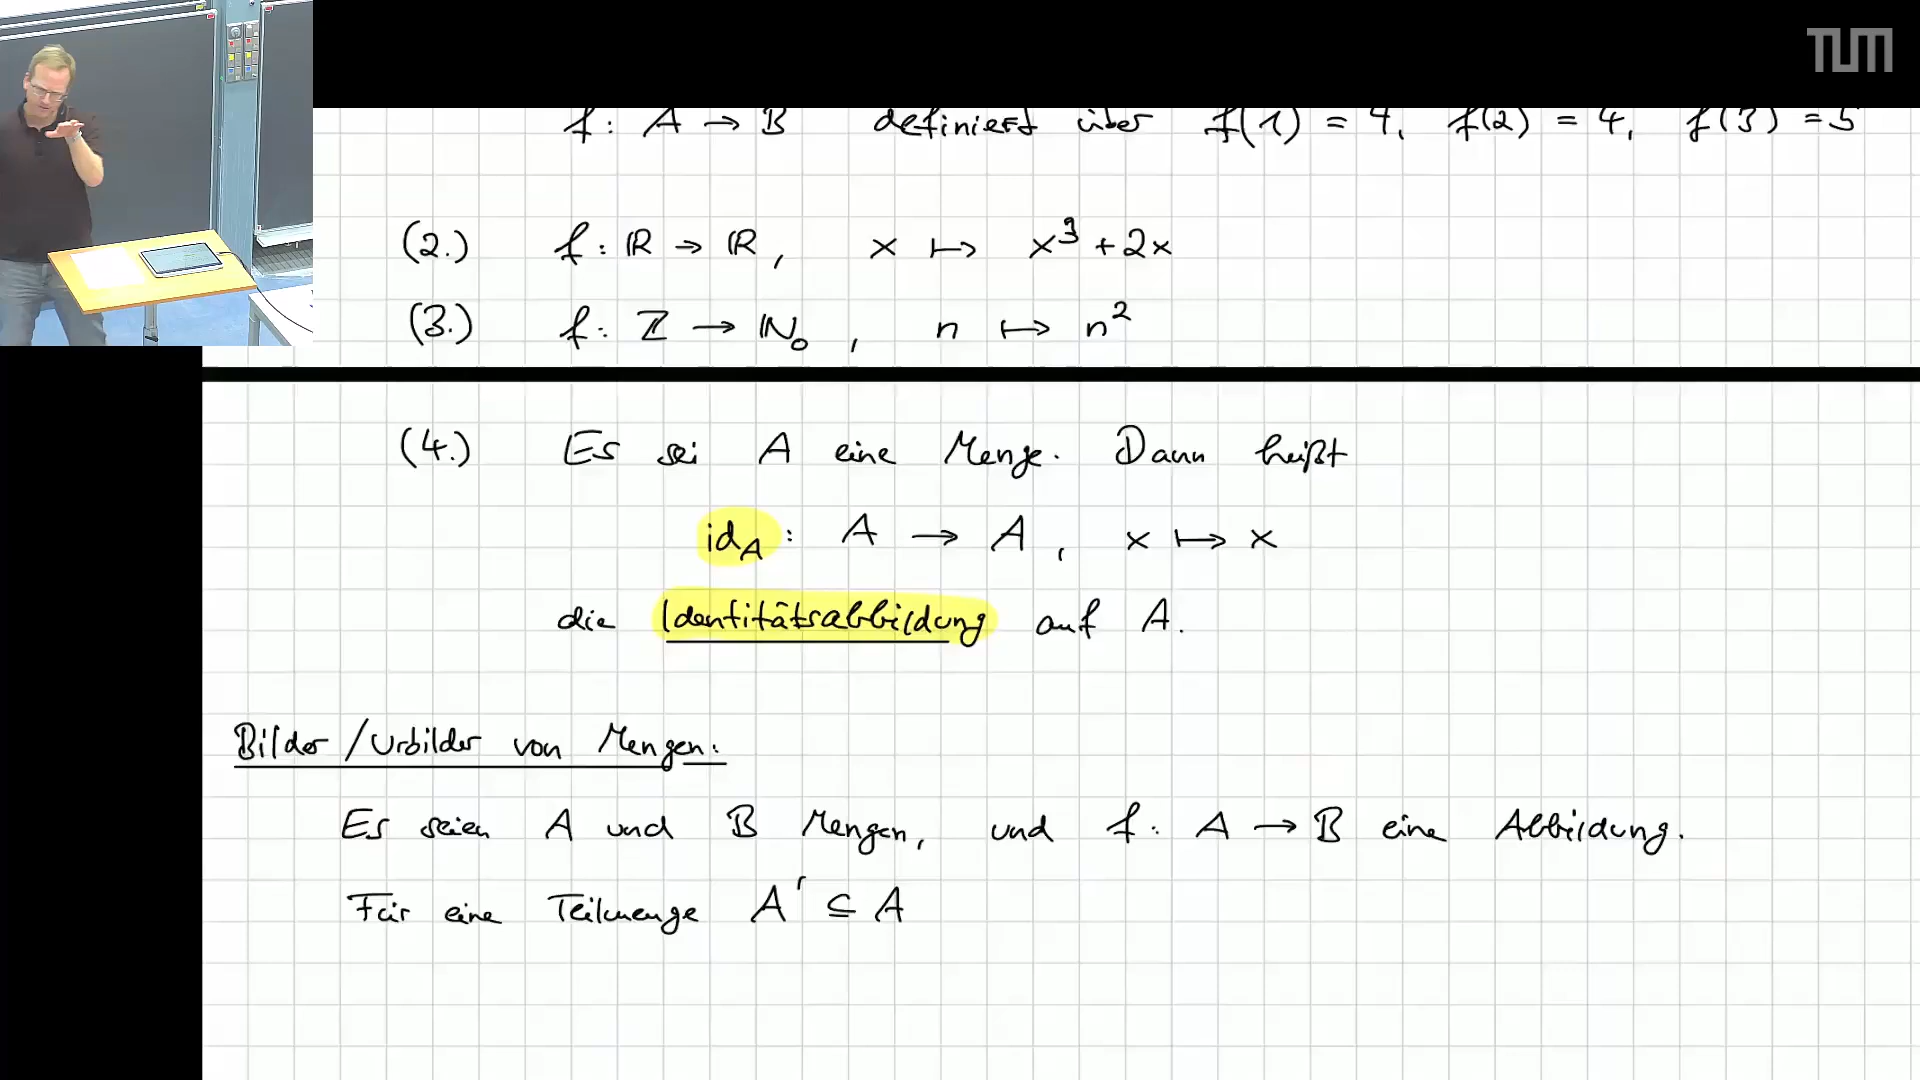 TUM
f: A → B definiert über f(1) = 4, f(2) = 4, f(3) = 5
(2.) f: ℝ → ℝ, x ↦ x³ + 2x
(3.) f: ℤ → ℕ₀, n ↦ n²
(4.) Es sei A eine Menge. Dann heißt
id_A: A → A, x ↦ x
die Identitätsabbildung auf A.
Bilder/Urbilder von Mengen:
Es seien A und B Mengen, und f: A → B eine Abbildung.
Für eine Teilmenge A' ⊆ A